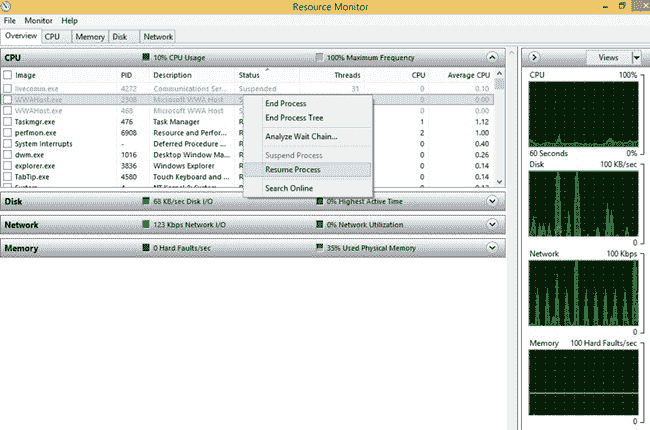 Resource Monitor
File Monitor Help
Overview CPU Memory Disk Network
CPU 10% CPU Usage 100% Maximum Frequency
Image PID Description Status Threads CPU Average CPU
livecomm.exe 4272 Communications Ser... Suspended 31 0 0.10
WWAHost.exe 2308 Microsoft WWA Host S 0 0.00
WWAHost.exe 3968 Microsoft WWA Host S 0 0.00
Taskmgr.exe 476 Task Manager R 1 1.12
perfmon.exe 6908 Resource and Perfor... R 2 1.00
System Interrupts - Deferred Procedure ... R 0 0.40
dwm.exe 1016 Desktop Window Ma... R 0 0.26
explorer.exe 3836 Windows Explorer R 0 0.14
TabTip.exe 4580 Touch Keyboard and ... R 0 0.14
0 0.13
End Process
End Process Tree
Analyze Wait Chain...
Suspend Process
Resume Process
Search Online
Disk 68 KB/sec Disk I/O 0% Highest Active Time
Network 123 Kbps Network I/O 0% Network Utilization
Memory 0 Hard Faults/sec 35% Used Physical Memory
Views
CPU 100%
60 Seconds 0%
Disk 100 KB/sec
0
Network 100 Kbps
0
Memory 100 Hard Faults/sec
0